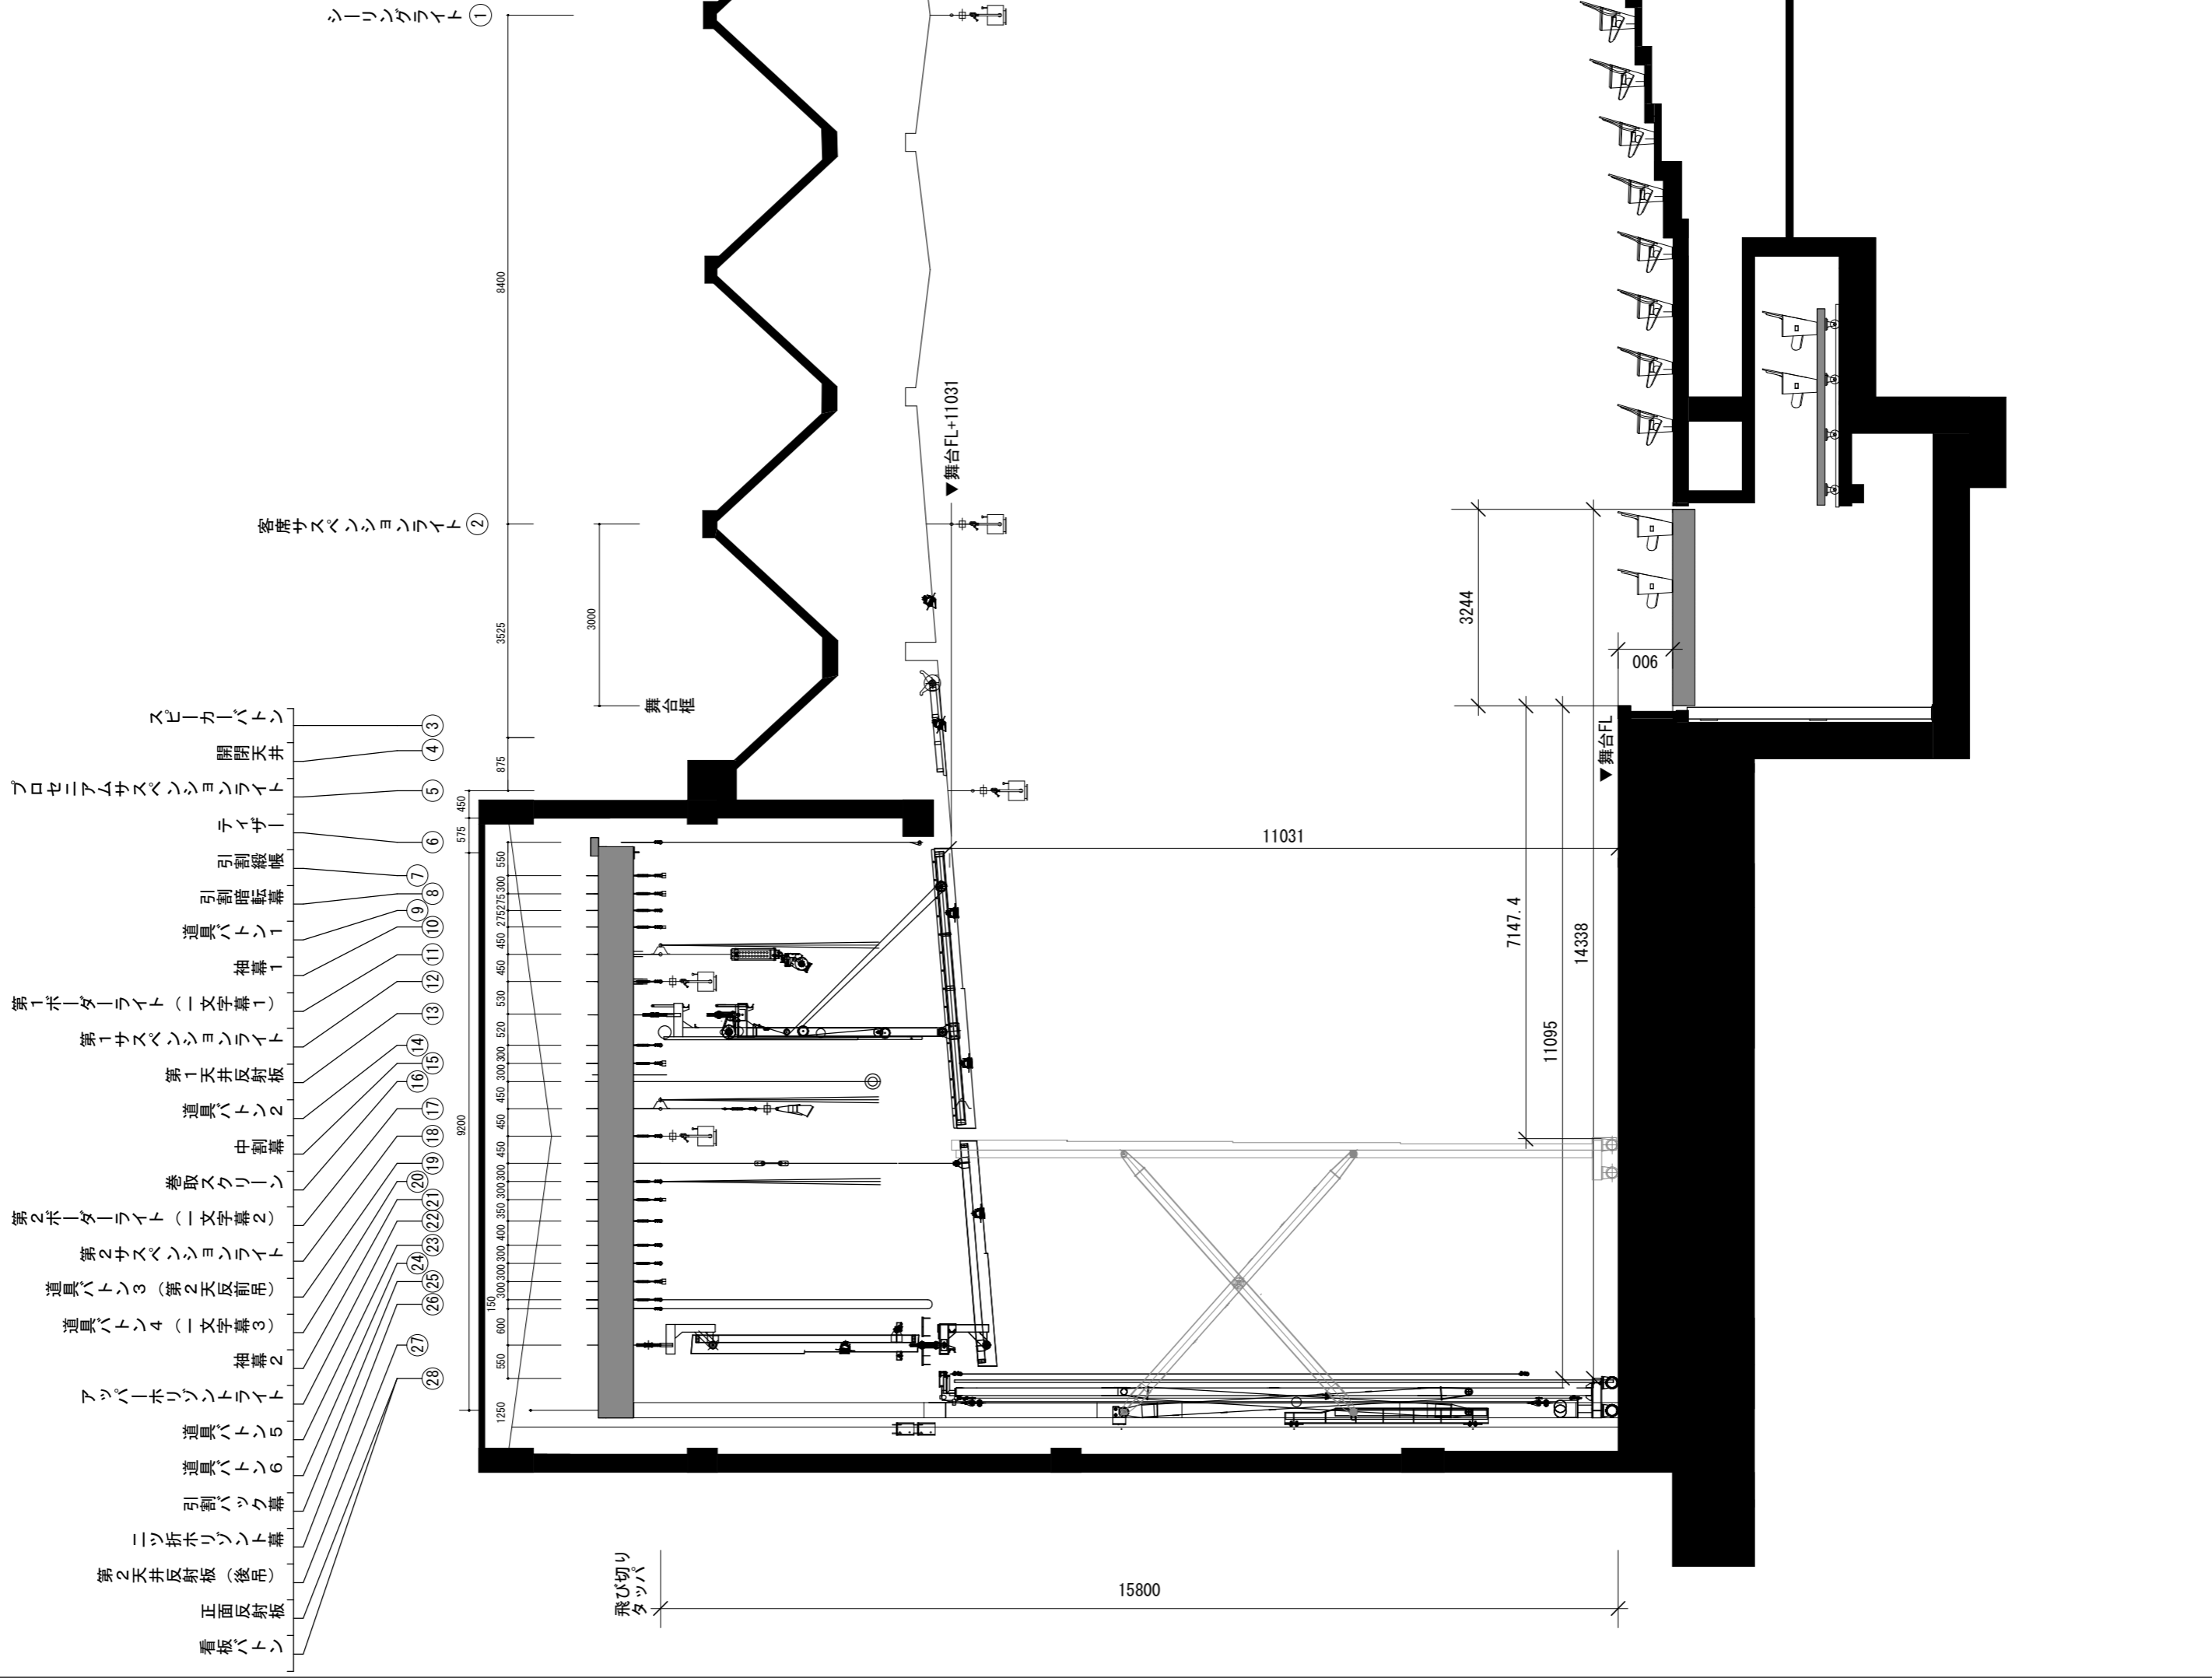 シーリングライト ①
客席サスペンションライト ②
スピーカーバトン ③
開閉天井 ④
プロセニアムサスペンションライト ⑤
ティザー ⑥
引割緞帳 ⑦
引割暗転幕 ⑧
道具バトン1 ⑨
袖幕1 ⑩
第1ボーダーライト（一文字幕1） ⑪
第1サスペンションライト ⑫
第1天井反射板 ⑬
道具バトン2 ⑭
中割幕 ⑮
巻取スクリーン ⑯
第2ボーダーライト（一文字幕2） ⑰
第2サスペンションライト ⑱
道具バトン3（第2天反前吊） ⑲
道具バトン4（一文字幕3） ⑳
袖幕2 ㉑
アッパーホリゾントライト ㉒
道具バトン5 ㉓
道具バトン6 ㉔
引割バック幕 ㉕
二ツ折ホリゾント幕 ㉖
第2天井反射板（後吊） ㉗
正面反射板 ㉘
看板バトン
8400
3525
875
450
575
9200
3000
舞台框
550
300
275
275
450
450
530
520
300
300
450
450
450
300
300
350
400
300
300
300
150
600
550
1250
▼舞台FL+11031
▼舞台FL
11031
3244
900
7147.4
11095
14338
飛び切り
タッパ
15800